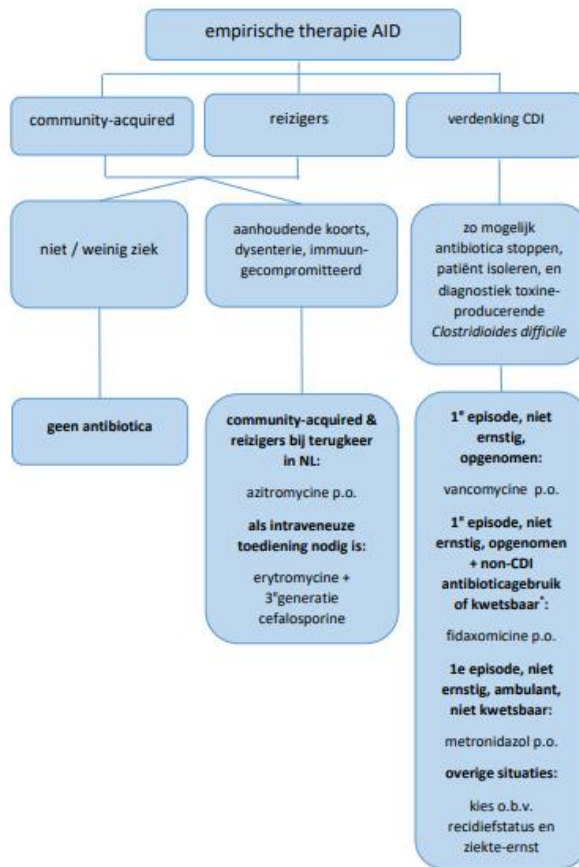 empirische therapie AID
community-acquired
reizigers
verdenking CDI
niet / weinig ziek
aanhoudende koorts,
dysenterie, immuun-
gecompromitteerd
zo mogelijk
antibiotica stoppen,
patiënt isoleren, en
diagnostiek toxine-
producerende
Clostridioides difficile
geen antibiotica
community-acquired &
reizigers bij terugkeer
in NL:
azitromycine p.o.
als intraveneuze
toediening nodig is:
erytromycine +
3ᵉgeneratie
cefalosporine
1ᵉ episode, niet
ernstig,
opgenomen:
vancomycine p.o.
1ᵉ episode, niet
ernstig, opgenomen
+ non-CDI
antibioticagebruik
of kwetsbaar*:
fidaxomicine p.o.
1e episode, niet
ernstig, ambulant,
niet kwetsbaar:
metronidazol p.o.
overige situaties:
kies o.b.v.
recidiefstatus en
ziekte-ernst